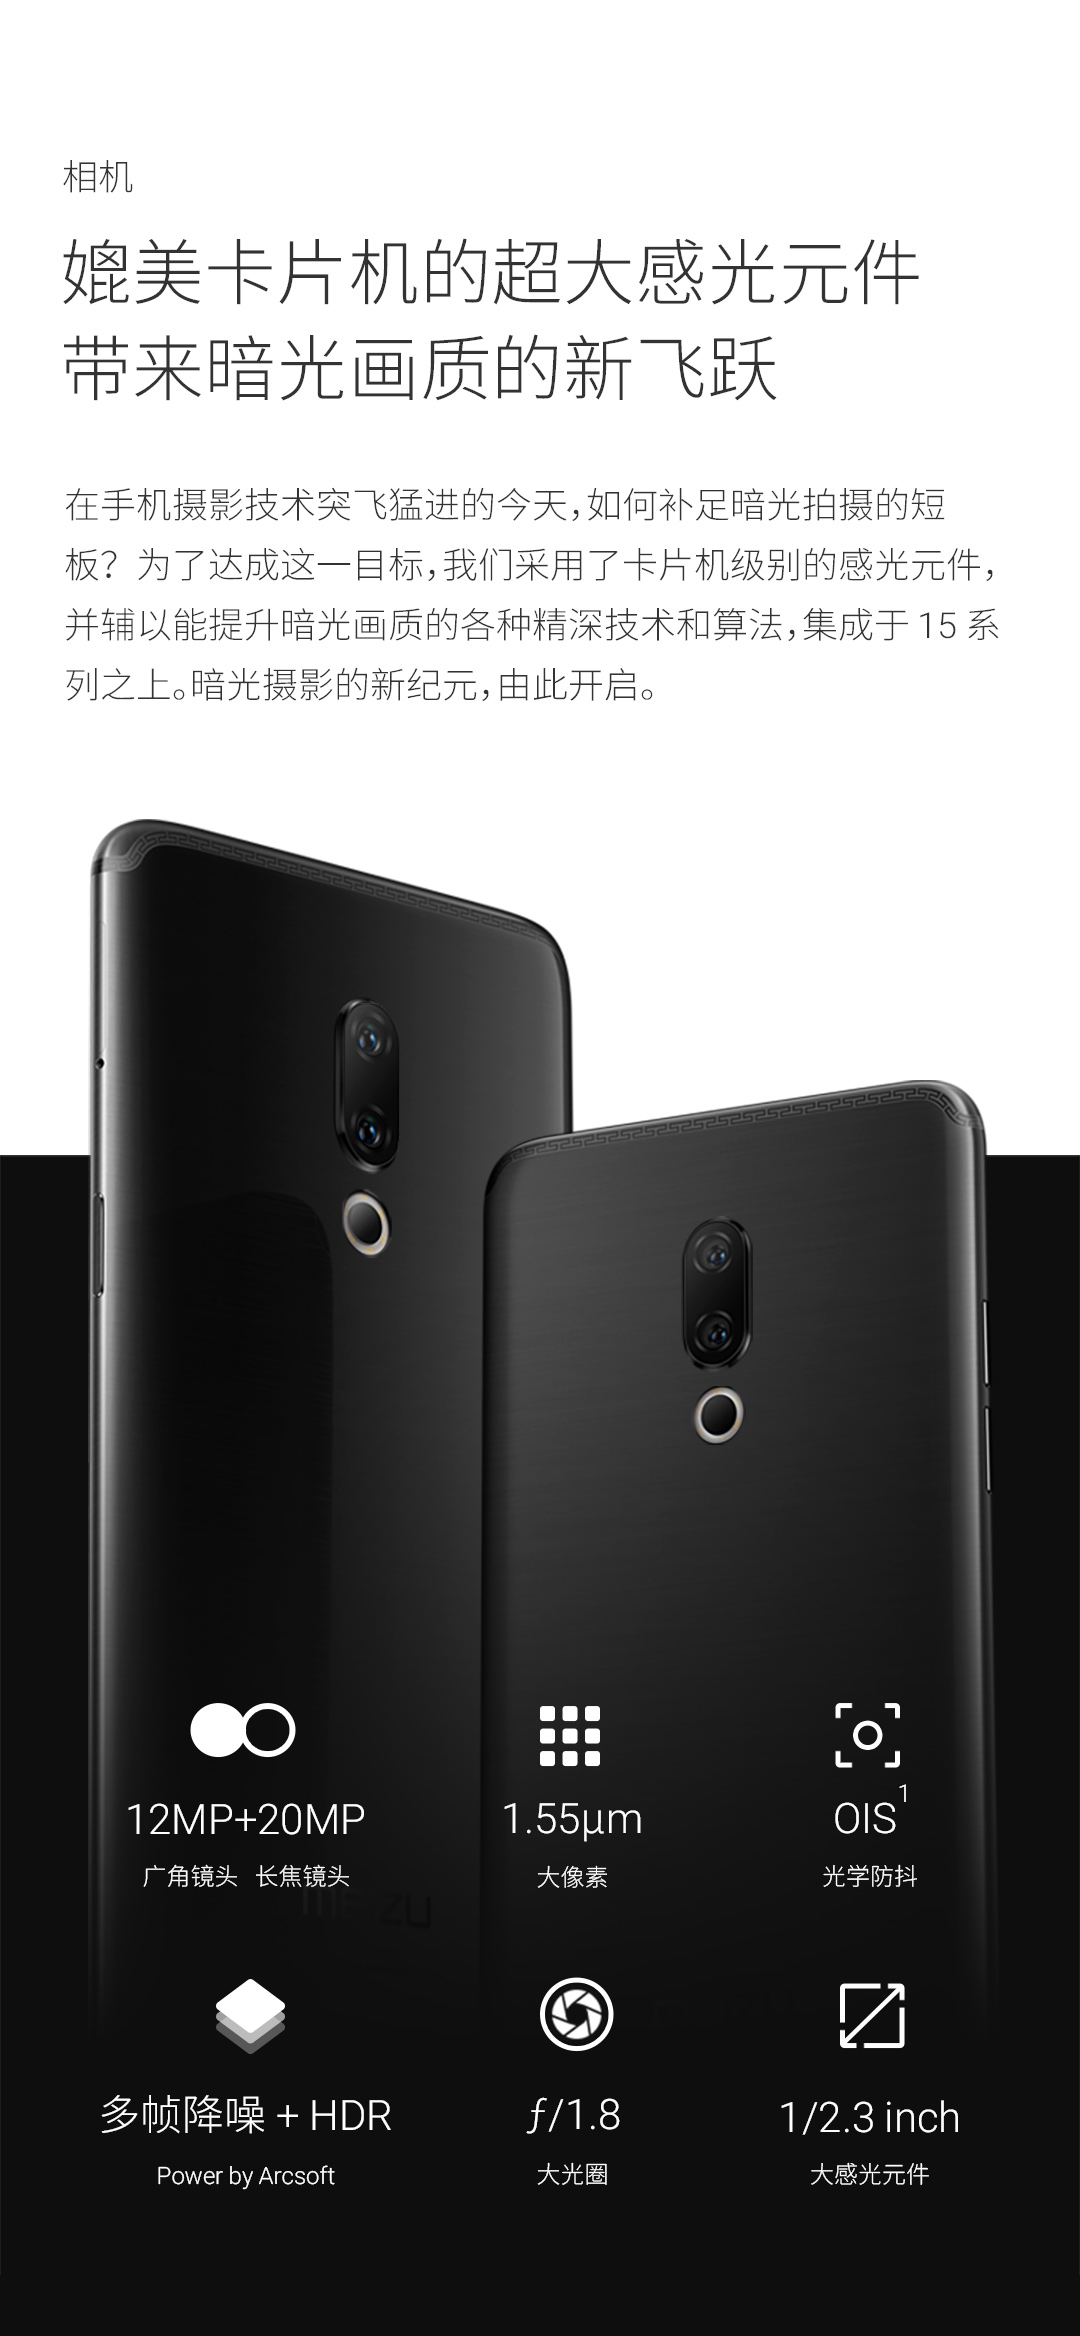 相机
媲美卡片机的超大感光元件
带来暗光画质的新飞跃
在手机摄影技术突飞猛进的今天，如何补足暗光拍摄的短
板？为了达成这一目标，我们采用了卡片机级别的感光元件，
并辅以能提升暗光画质的各种精深技术和算法，集成于 15 系
列之上。暗光摄影的新纪元，由此开启。
12MP+20MP
广角镜头 长焦镜头
1.55μm
大像素
OIS¹
光学防抖
MEIZU
多帧降噪 + HDR
Power by Arcsoft
ƒ/1.8
大光圈
1/2.3 inch
大感光元件